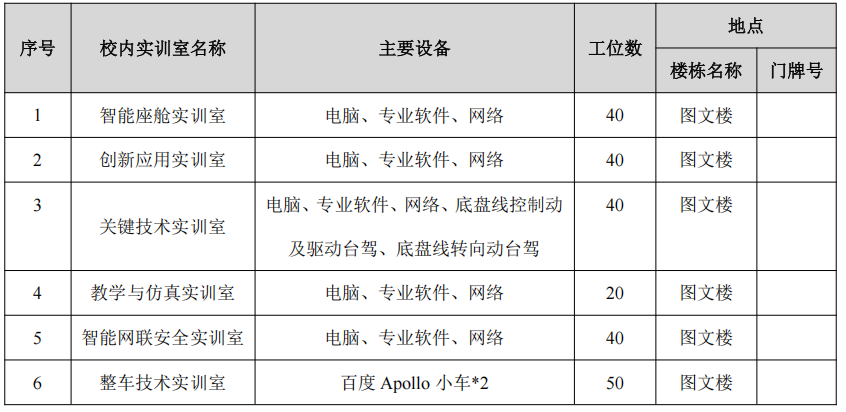 序号 校内实训室名称 主要设备 工位数 地点
楼栋名称 门牌号
1 智能座舱实训室 电脑、专业软件、网络 40 图文楼
2 创新应用实训室 电脑、专业软件、网络 40 图文楼
3 关键技术实训室 电脑、专业软件、网络、底盘线控制动 40 图文楼
及驱动台驾、底盘线转向动台驾
4 教学与仿真实训室 电脑、专业软件、网络 20 图文楼
5 智能网联安全实训室 电脑、专业软件、网络 40 图文楼
6 整车技术实训室 百度 Apollo 小车*2 50 图文楼